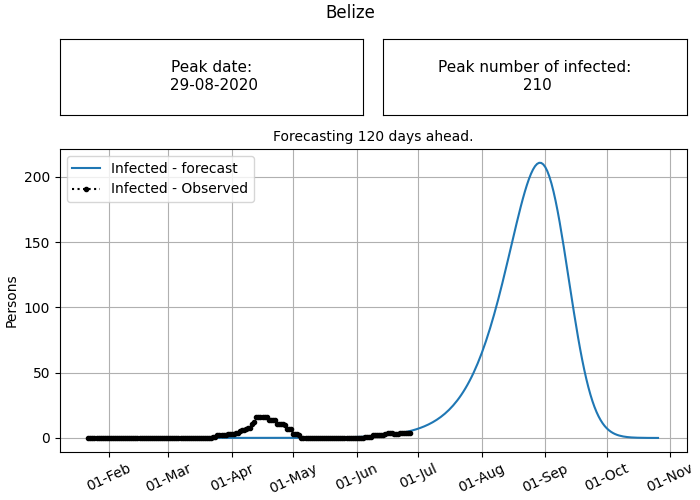 Belize
Peak date:
29-08-2020
Peak number of infected:
210
Forecasting 120 days ahead.
Infected - forecast
Infected - Observed
Persons
200
150
100
50
0
01-Feb
01-Mar
01-Apr
01-May
01-Jun
01-Jul
01-Aug
01-Sep
01-Oct
01-Nov